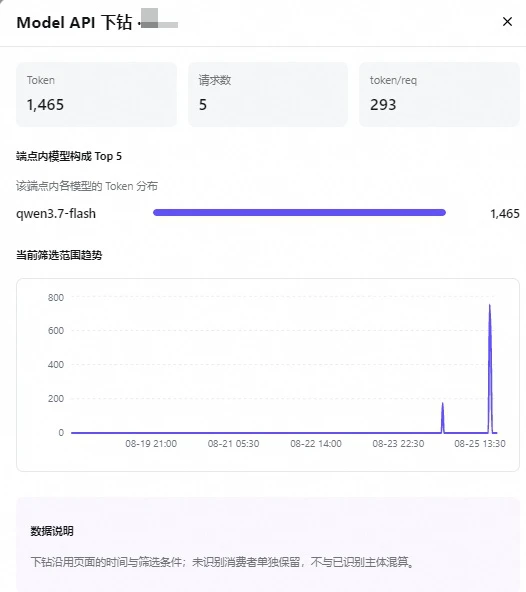 Model API 下钻 ·
Token
1,465
请求数
5
token/req
293
端点内模型构成 Top 5
该端点内各模型的 Token 分布
qwen3.7-flash
1,465
当前筛选范围趋势
800
600
400
200
0
08-19 21:00 08-21 05:30 08-22 14:00 08-23 22:30 08-25 13:30
数据说明
下钻沿用页面的时间与筛选条件；未识别消费者单独保留，不与已识别主体混算。